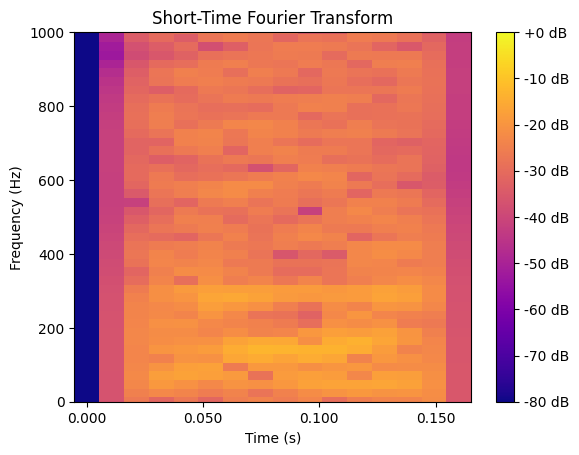 Short-Time Fourier Transform
Frequency (Hz)
1000
800
600
400
200
0
0.000
0.050
0.100
0.150
Time (s)
+0 dB
-10 dB
-20 dB
-30 dB
-40 dB
-50 dB
-60 dB
-70 dB
-80 dB